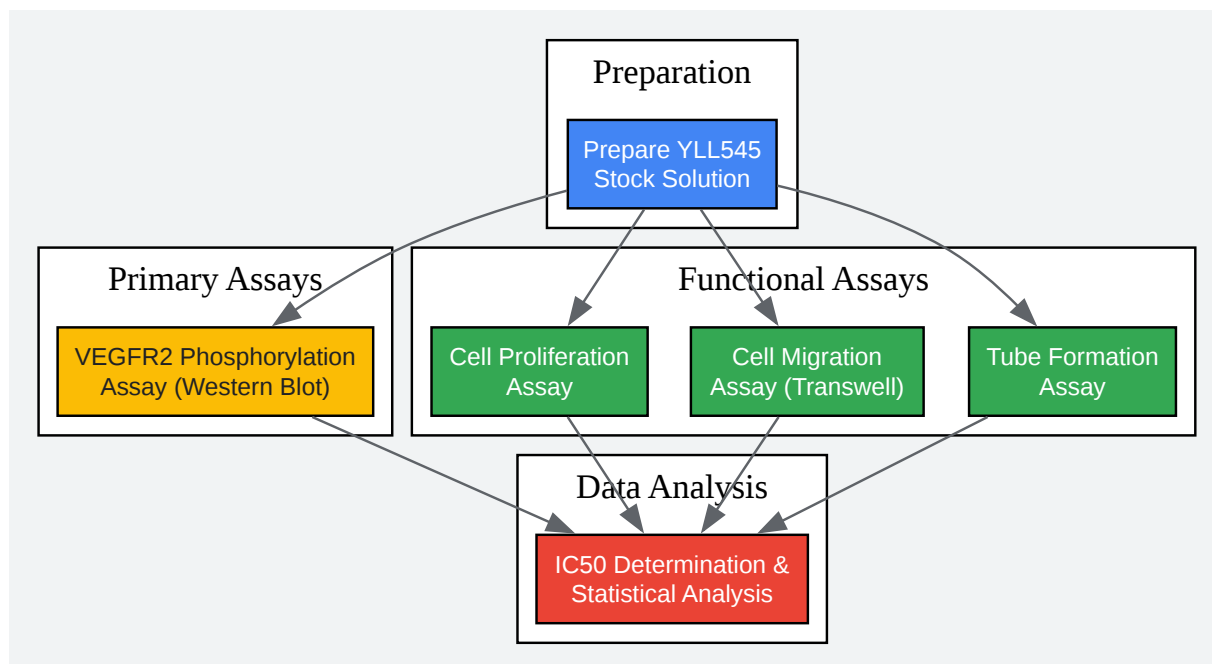 Preparation
Prepare YLL545
Stock Solution
Primary Assays
VEGFR2 Phosphorylation
Assay (Western Blot)
Functional Assays
Cell Proliferation
Assay
Cell Migration
Assay (Transwell)
Tube Formation
Assay
Data Analysis
IC50 Determination &
Statistical Analysis